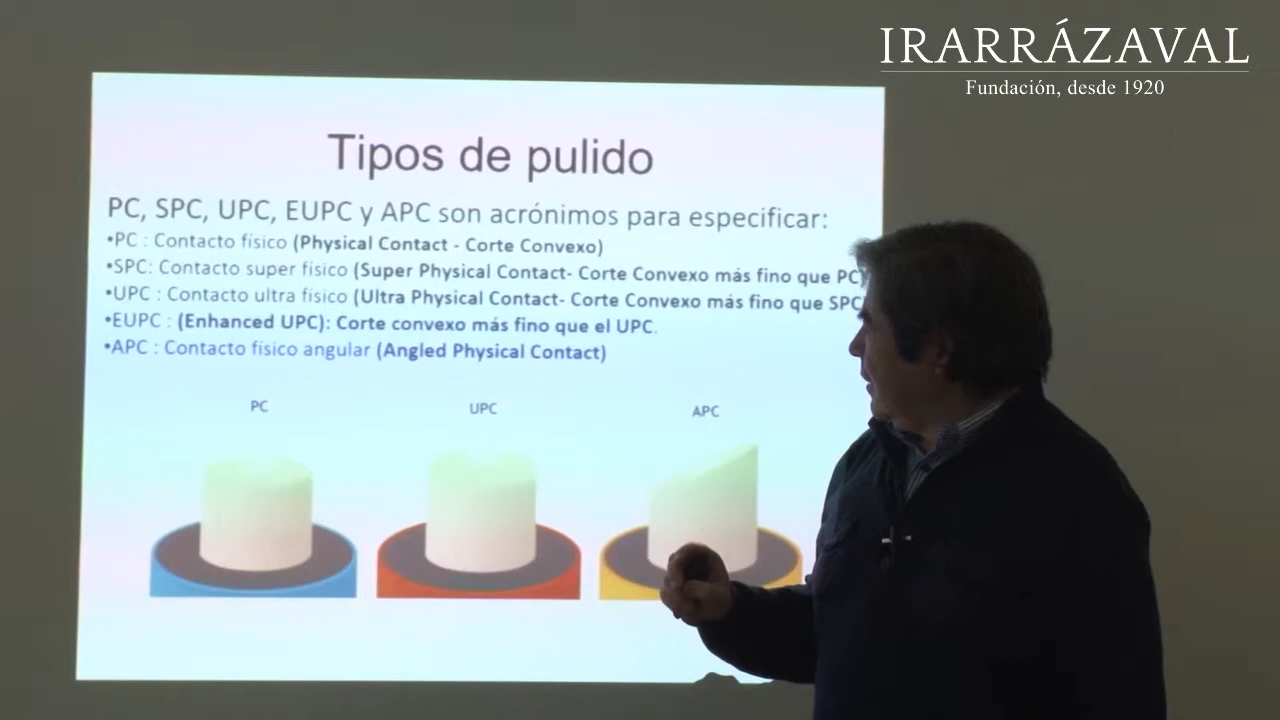 IRARRÁZAVAL
Fundación, desde 1920
Tipos de pulido
PC, SPC, UPC, EUPC y APC son acrónimos para especificar:
•PC : Contacto físico (Physical Contact - Corte Convexo)
•SPC: Contacto super físico (Super Physical Contact- Corte Convexo más fino que PC)
•UPC : Contacto ultra físico (Ultra Physical Contact- Corte Convexo más fino que SPC
•EUPC : (Enhanced UPC): Corte convexo más fino que el UPC.
•APC : Contacto físico angular (Angled Physical Contact)
PC UPC APC